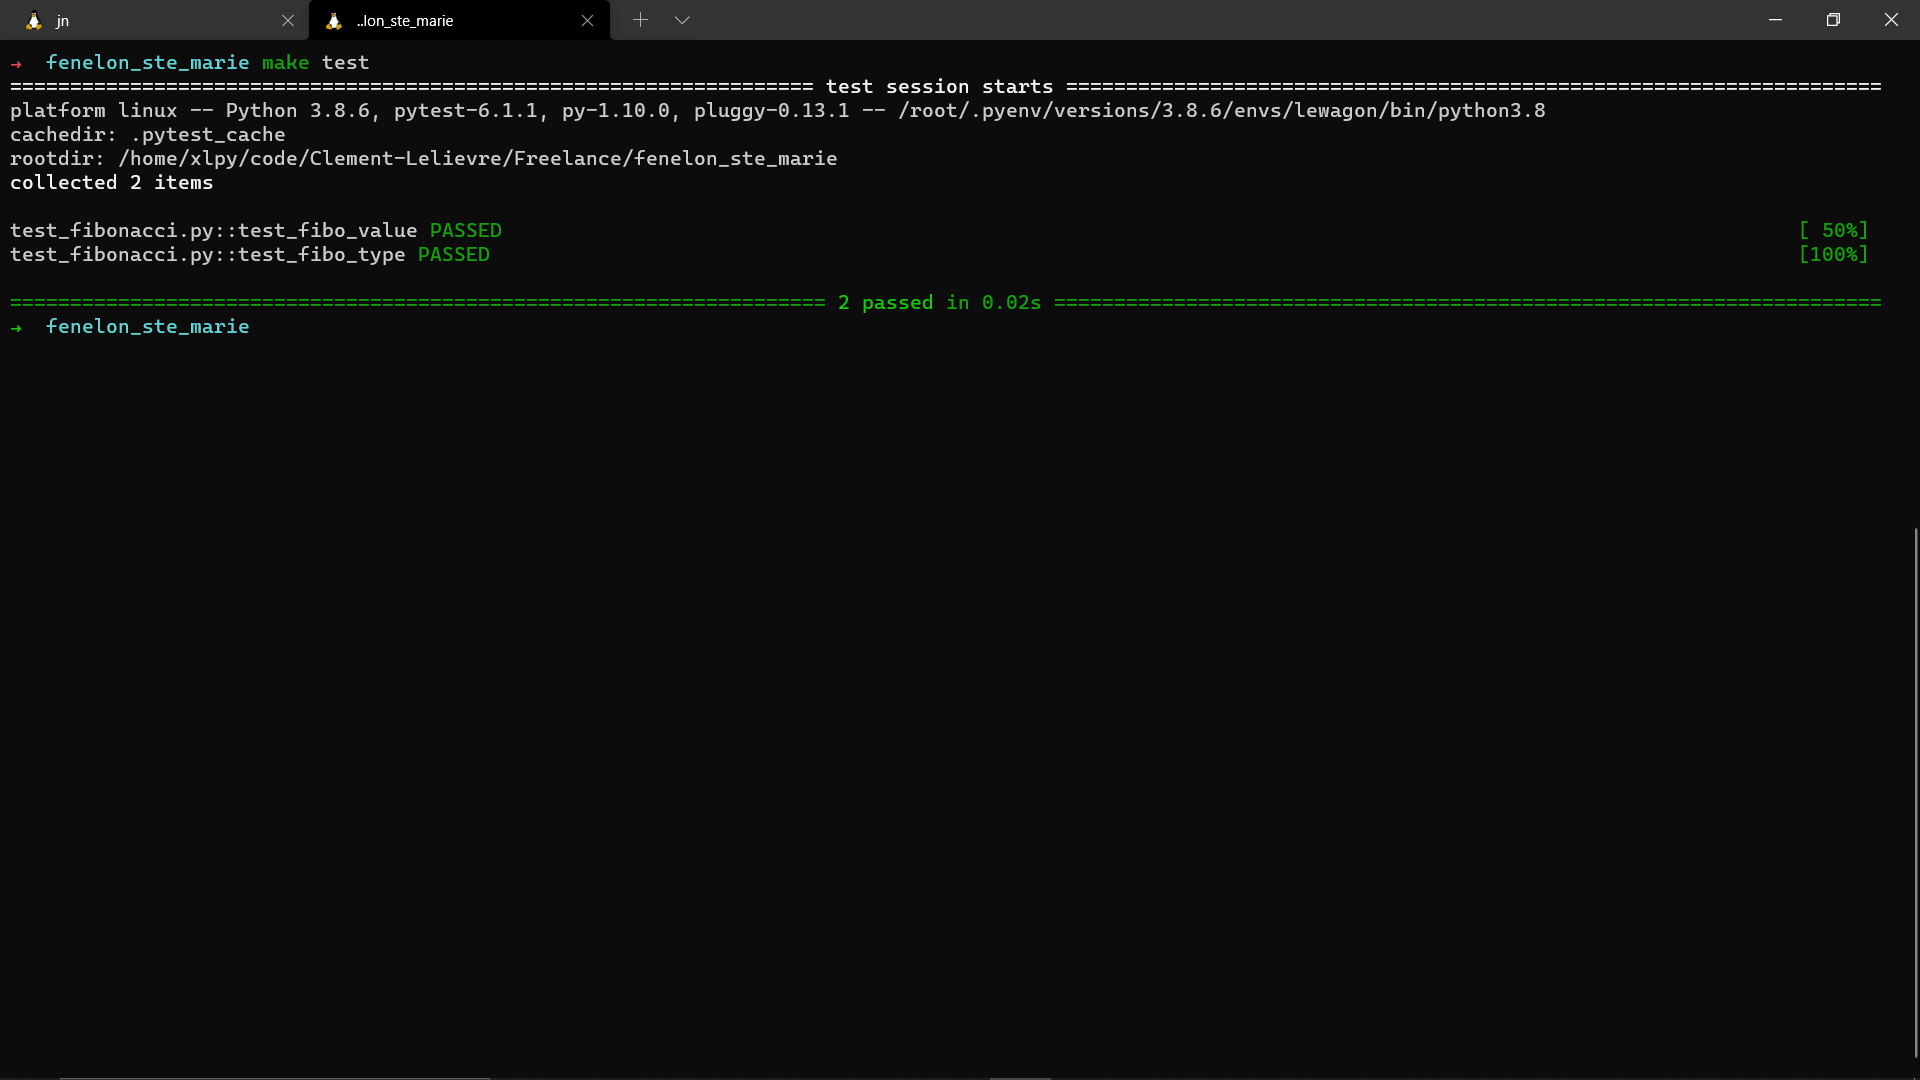 jn
..lon_ste_marie
→ fenelon_ste_marie make test
=================================================================== test session starts ====================================================================
platform linux -- Python 3.8.6, pytest-6.1.1, py-1.10.0, pluggy-0.13.1 -- /root/.pyenv/versions/3.8.6/envs/lewagon/bin/python3.8
cachedir: .pytest_cache
rootdir: /home/xlpy/code/Clement-Lelievre/Freelance/fenelon_ste_marie
collected 2 items
test_fibonacci.py::test_fibo_value PASSED [ 50%]
test_fibonacci.py::test_fibo_type PASSED [100%]
==================================================================== 2 passed in 0.02s =====================================================================
→ fenelon_ste_marie